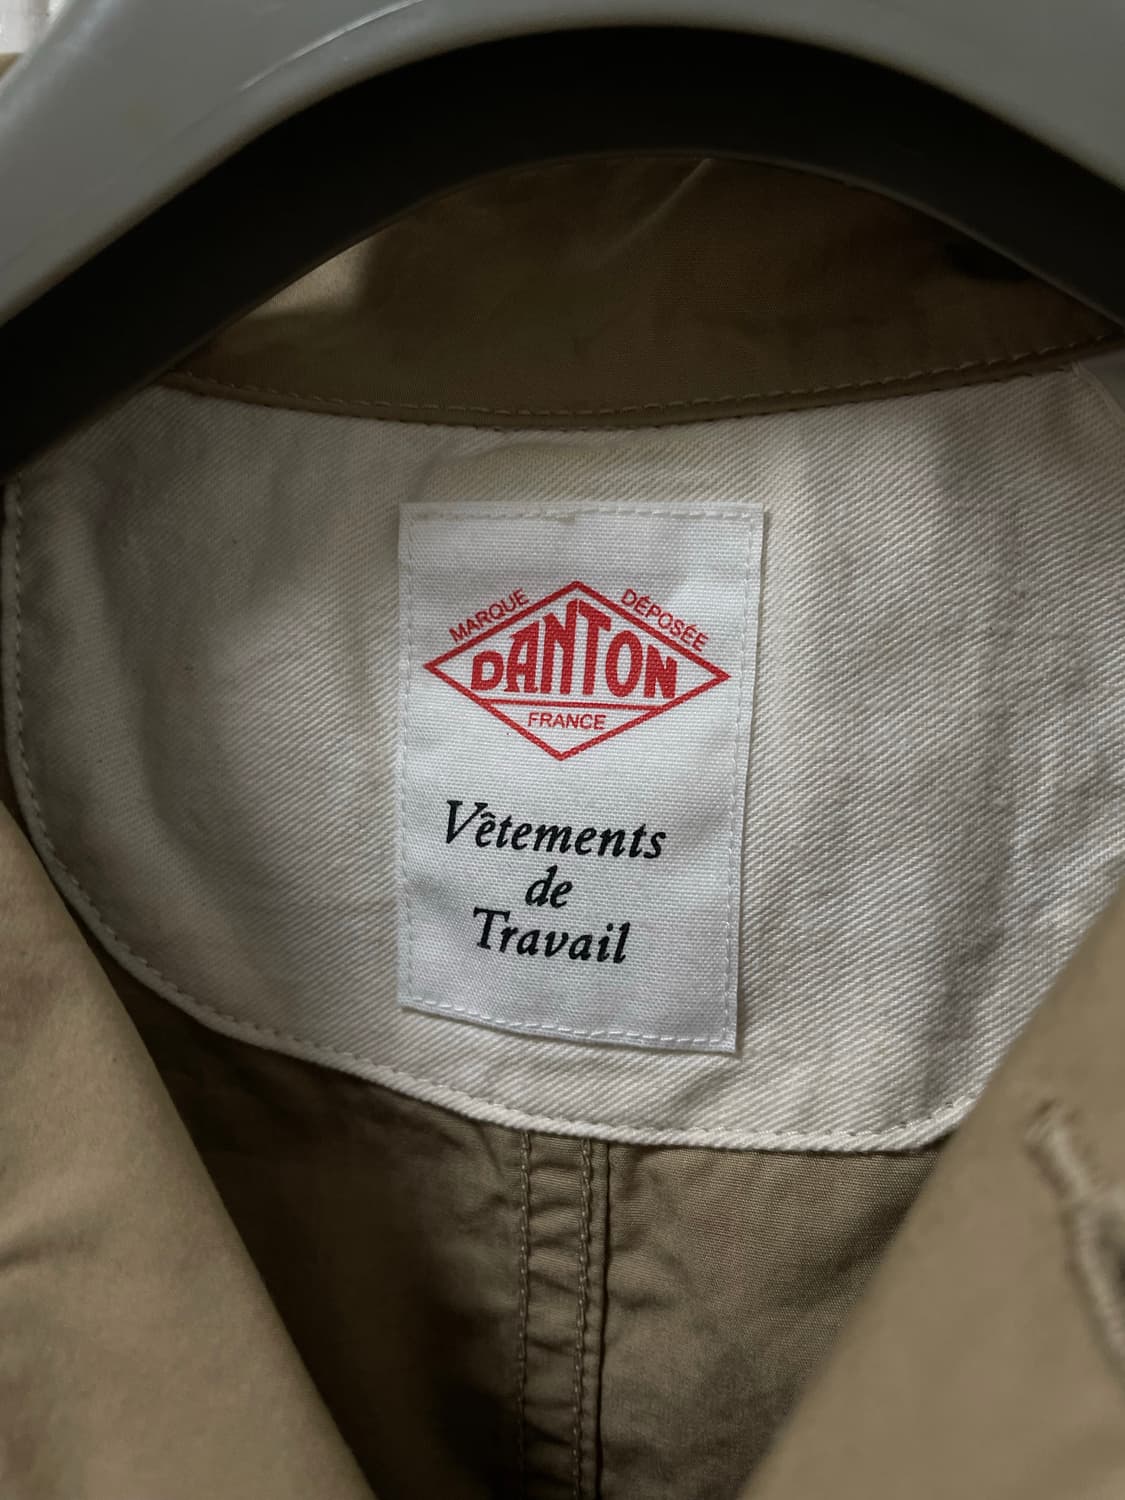 MARQUE DÉPOSÉE
DANTON
FRANCE
Vêtements
de
Travail